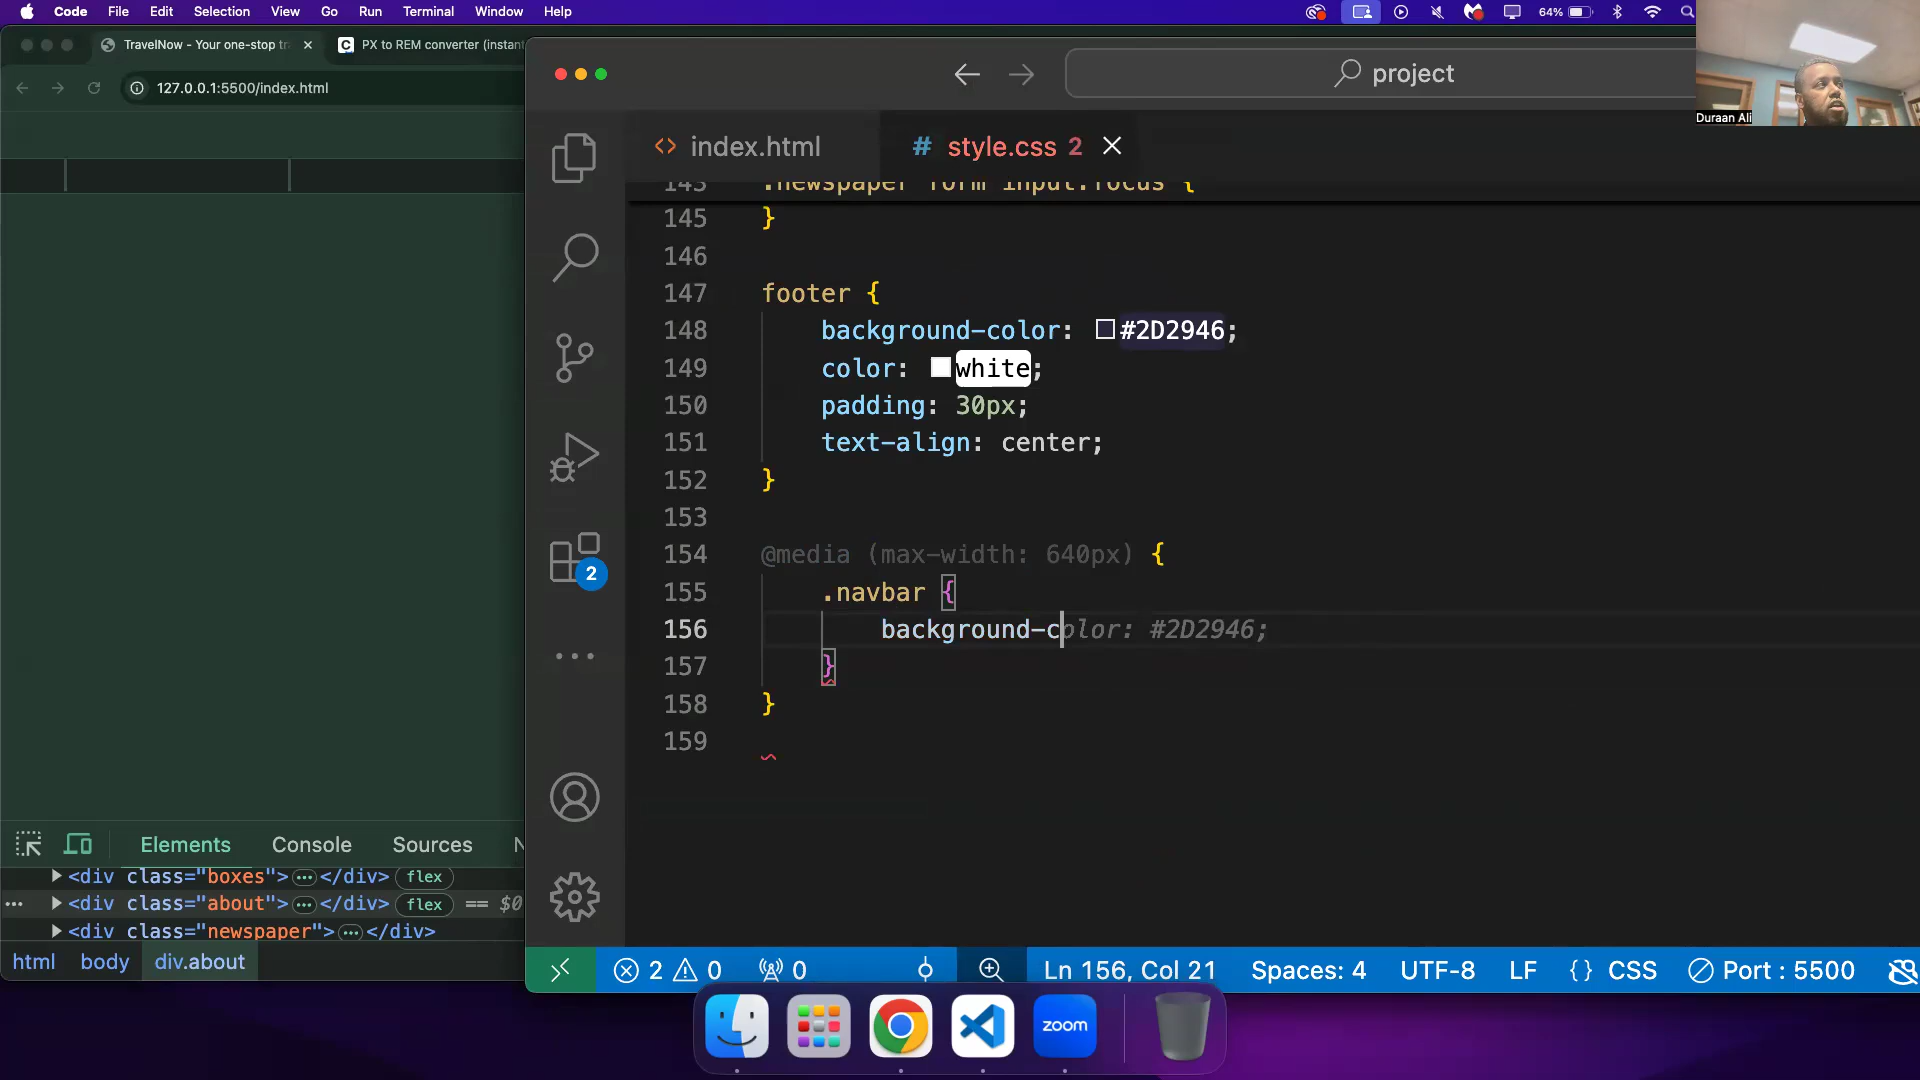 Code File Edit Selection View Go Run Terminal Window Help 64%
TravelNow - Your one-stop tr
PX to REM converter (instant
127.0.0.1:5500/index.html
project
Duraan Ali
index.html
# style.css 2
143 .newspaper form input:focus {
145 }
146
147 footer {
148 background-color: #2D2946;
149 color: white;
150 padding: 30px;
151 text-align: center;
152 }
153
154 @media (max-width: 640px) {
155 .navbar {
156 background-color: #2D2946;
157 }
158 }
159
2
Elements Console Sources N
<div class="boxes">…</div> flex
<div class="about">…</div> flex == $0
<div class="newspaper">…</div>
html body div.about
2 0 0 Ln 156, Col 21 Spaces: 4 UTF-8 LF {} CSS Port : 5500
zoom